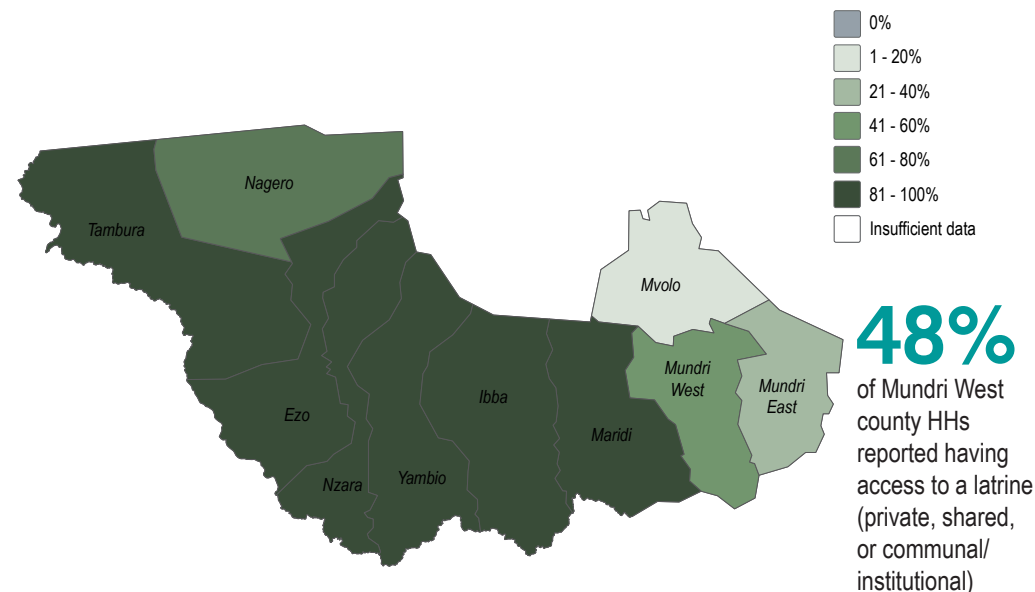 0%
1 - 20%
21 - 40%
41 - 60%
61 - 80%
81 - 100%
Insufficient data
Nagero
Tambura
Mvolo
Mundri
West
Mundri
East
Ibba
Ezo
Maridi
Nzara
Yambio
48%
of Mundri West
county HHs
reported having
access to a latrine
(private, shared,
or communal/
institutional)